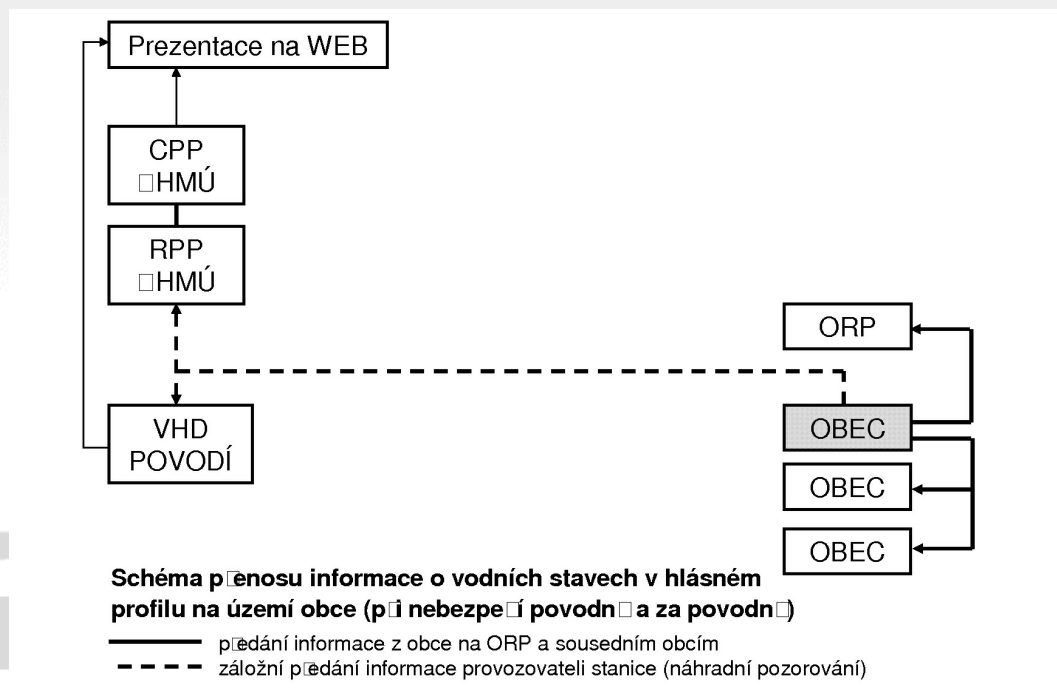 Prezentace na WEB
CPP
□HMÚ
RPP
□HMÚ
ORP
VHD
POVODÍ
OBEC
OBEC
OBEC
Schéma p□enosu informace o vodních stavech v hlásném
profilu na území obce (p□i nebezpe□í povodn□ a za povodn□)
p□edání informace z obce na ORP a sousedním obcím
záložní p□edání informace provozovateli stanice (náhradní pozorování)